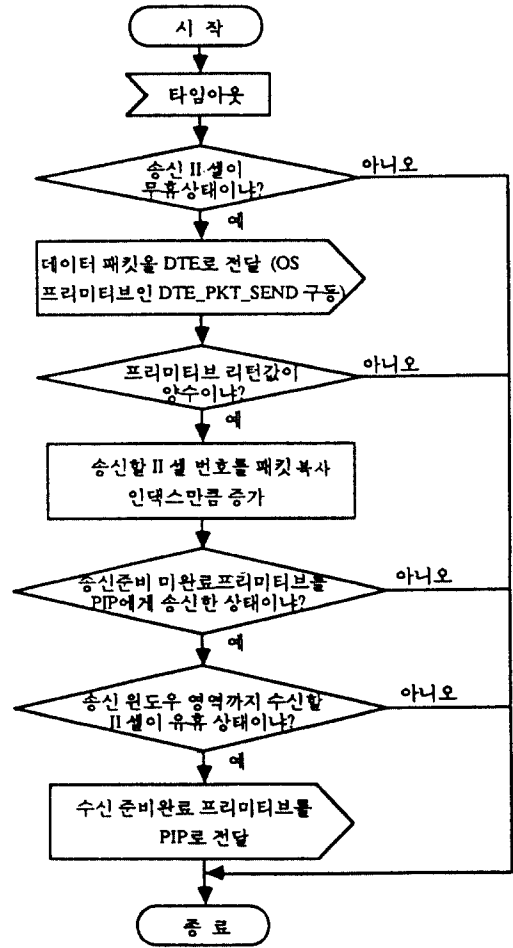 시 작
타임아웃
송신 II 셀이
무휴상태이냐?
아니오
예
데이터 패킷을 DTE로 전달 (OS
프리미티브인 DTE_PKT_SEND 구동)
프리미티브 리턴값이
양수이냐?
아니오
예
송신할 II 셀 번호를 패킷 복사
인댁스만큼 증가
송신준비 미완료프리미티브를
PIP에게 송신한 상태이냐?
아니오
예
송신 윈도우 영역까지 수신할
II 셀이 유휴 상태이냐?
아니오
예
수신 준비완료 프리미티브를
PIP로 전달
종 료